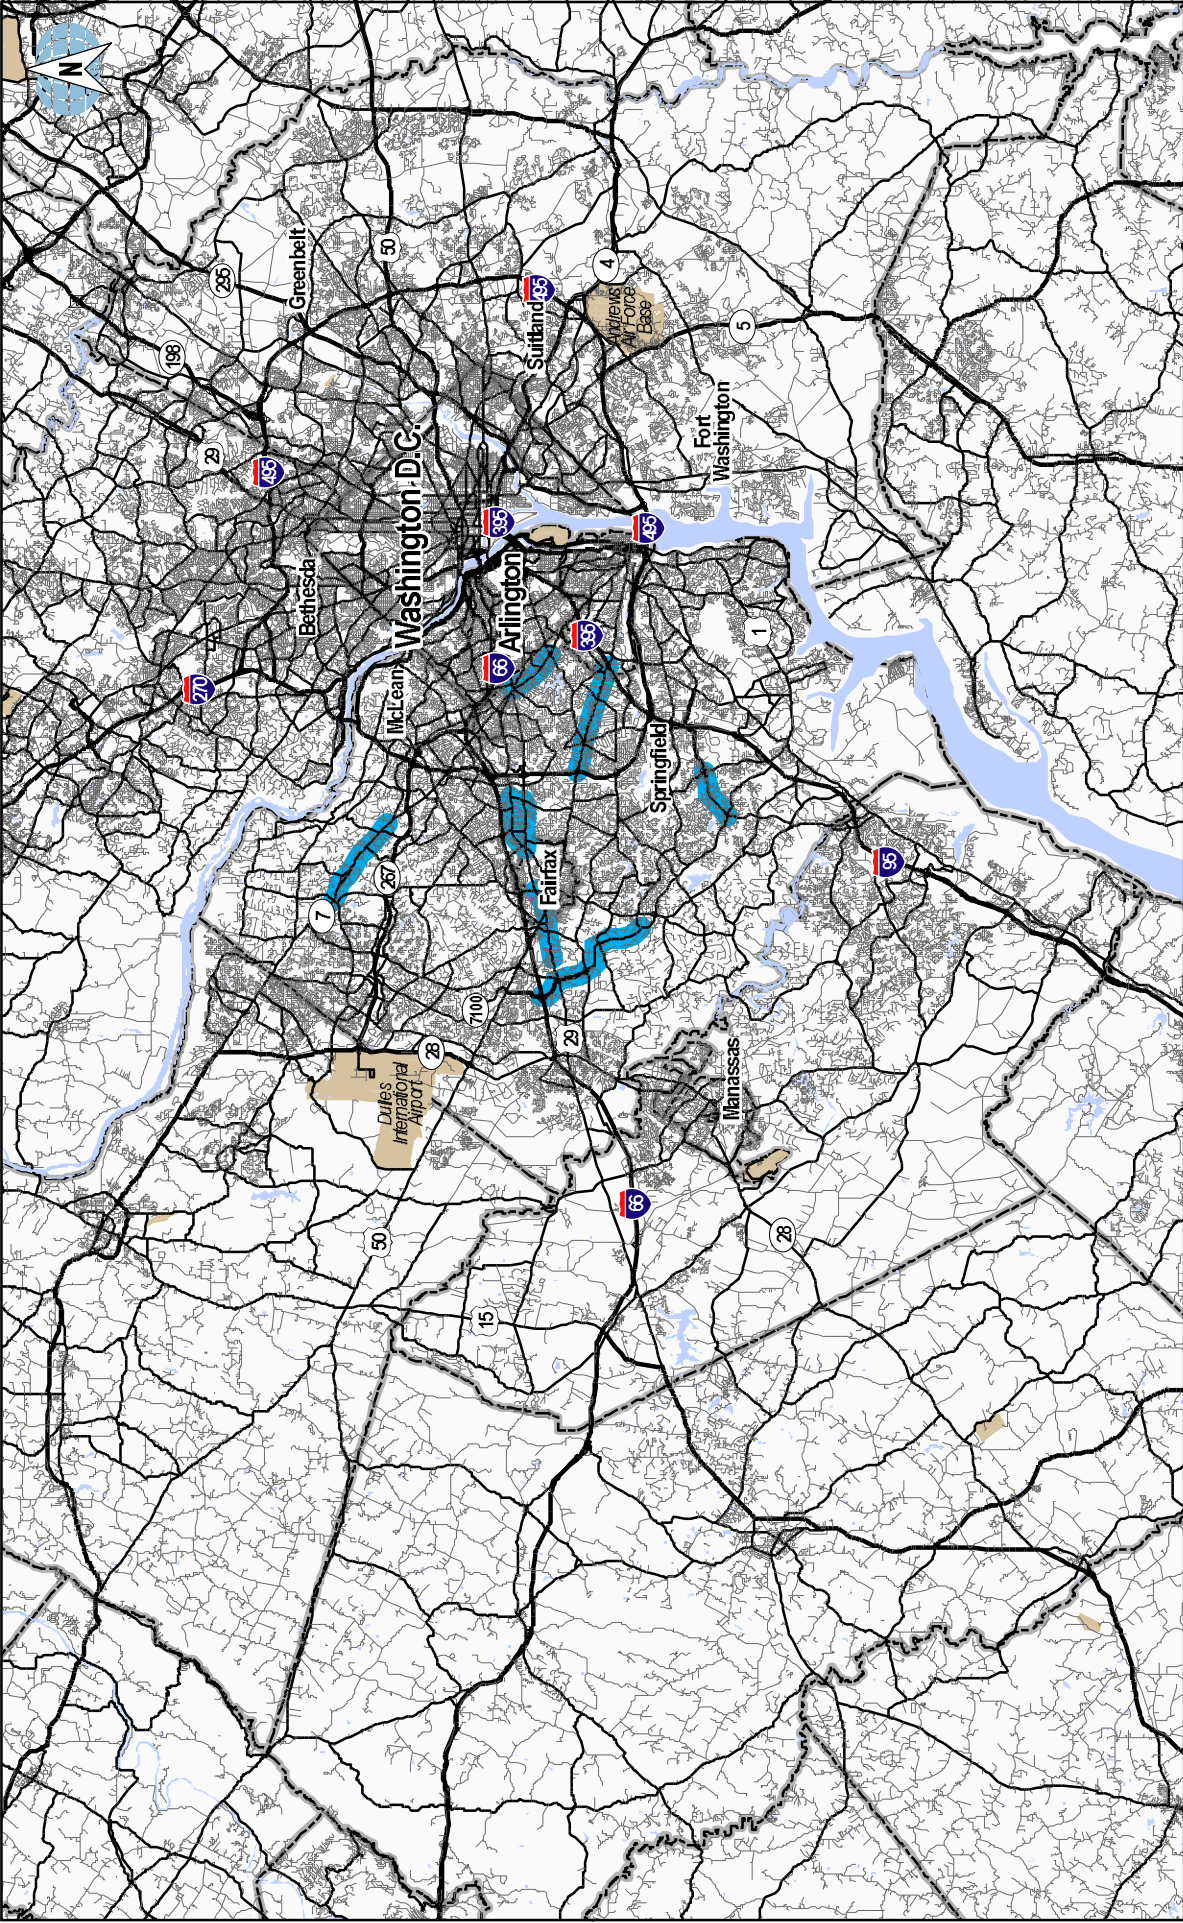 N
198
270
29
295
495
Greenbelt
Bethesda
7
50
267
50
McLean
Dulles
International
Airport
Washington D.C.
28
7100
15
66
395
Arlington
Suitland
495
Fairfax
29
395
4
Andrews
Air Force
Base
66
495
Springfield
Fort
Washington
Manassas
5
1
28
95